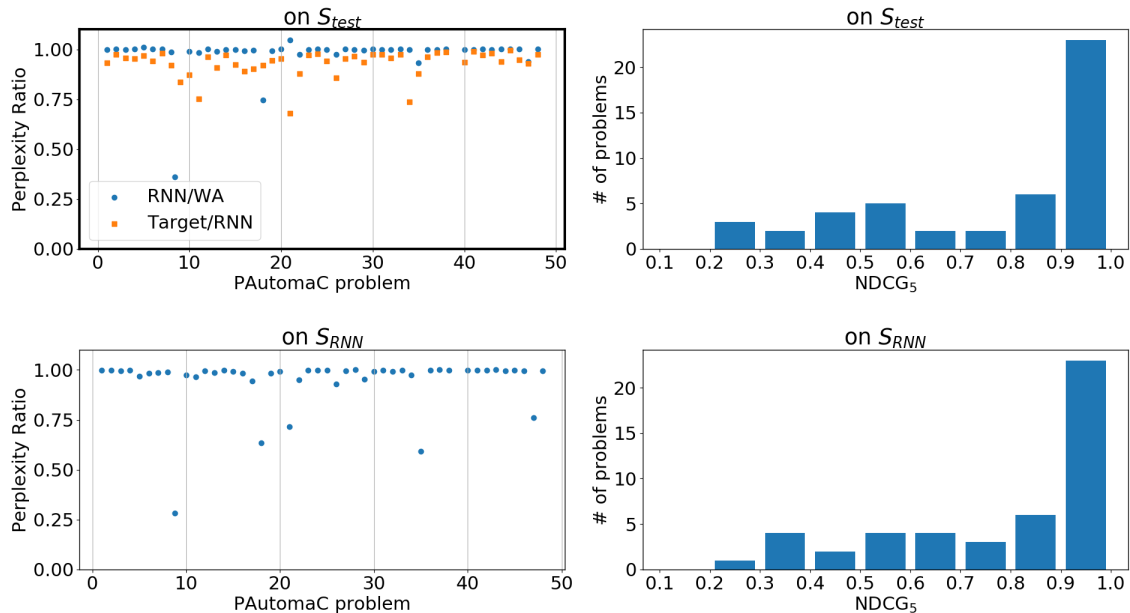 on S_test
1.00
0.75
0.50
0.25
0.00
Perplexity Ratio
RNN/WA
Target/RNN
0 10 20 30 40 50
PAutomaC problem
on S_test
20
15
10
5
0
# of problems
0.1 0.2 0.3 0.4 0.5 0.6 0.7 0.8 0.9 1.0
NDCG₅
on S_RNN
1.00
0.75
0.50
0.25
0.00
Perplexity Ratio
0 10 20 30 40 50
PAutomaC problem
on S_RNN
20
15
10
5
0
# of problems
0.1 0.2 0.3 0.4 0.5 0.6 0.7 0.8 0.9 1.0
NDCG₅